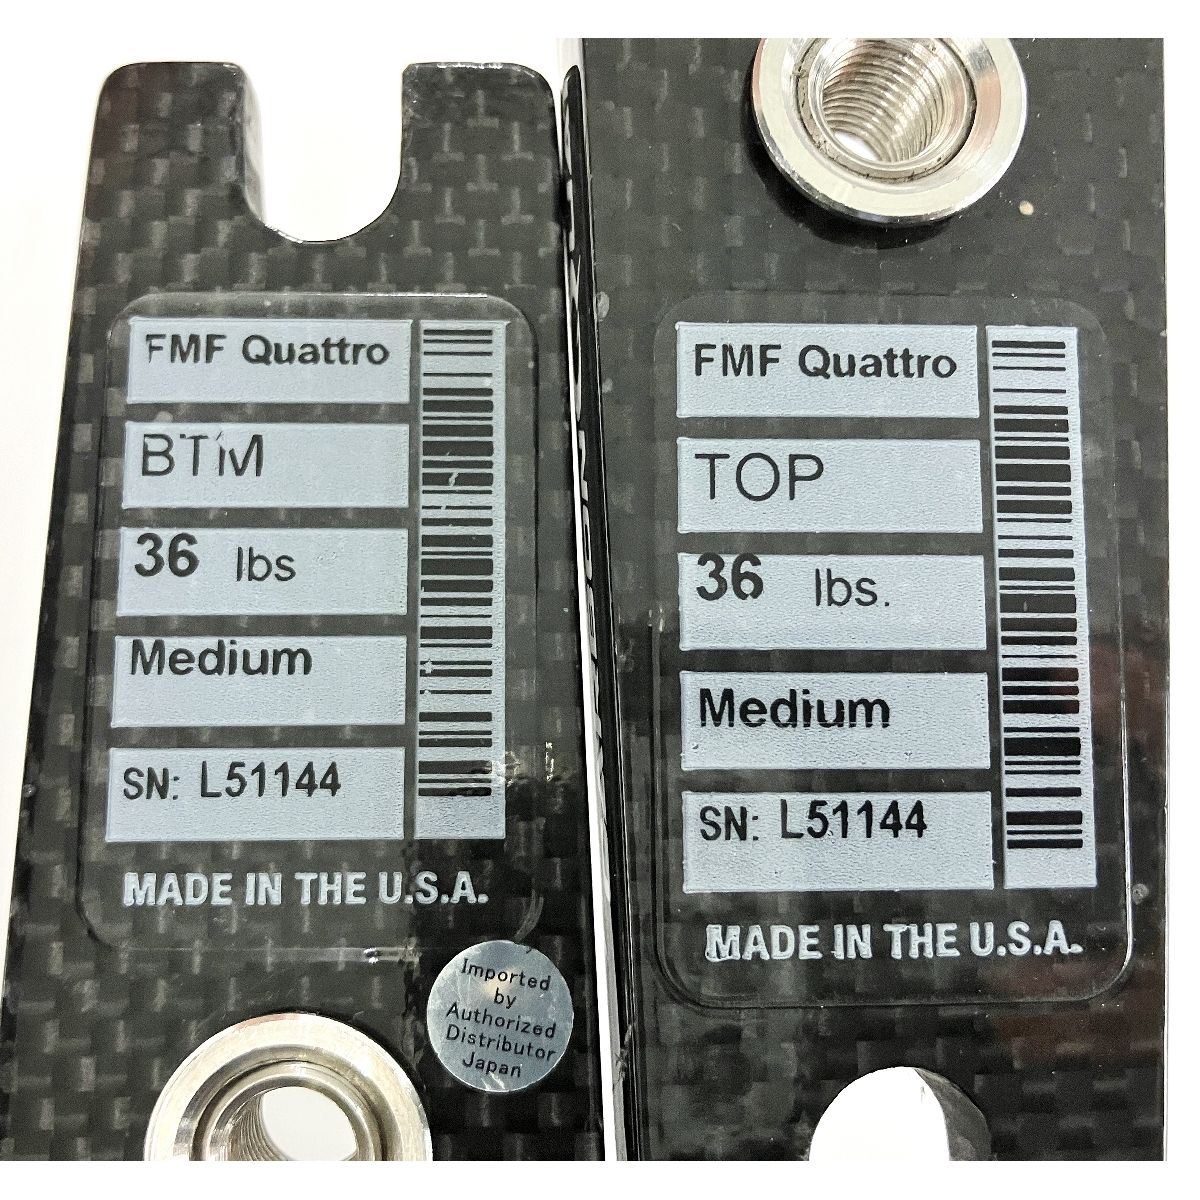 FMF Quattro
BTM
36 lbs
Medium
SN: L51144
MADE IN THE U.S.A.
Imported
by
Authorized
Distributor
Japan
FMF Quattro
TOP
36 lbs.
Medium
SN: L51144
MADE IN THE U.S.A.